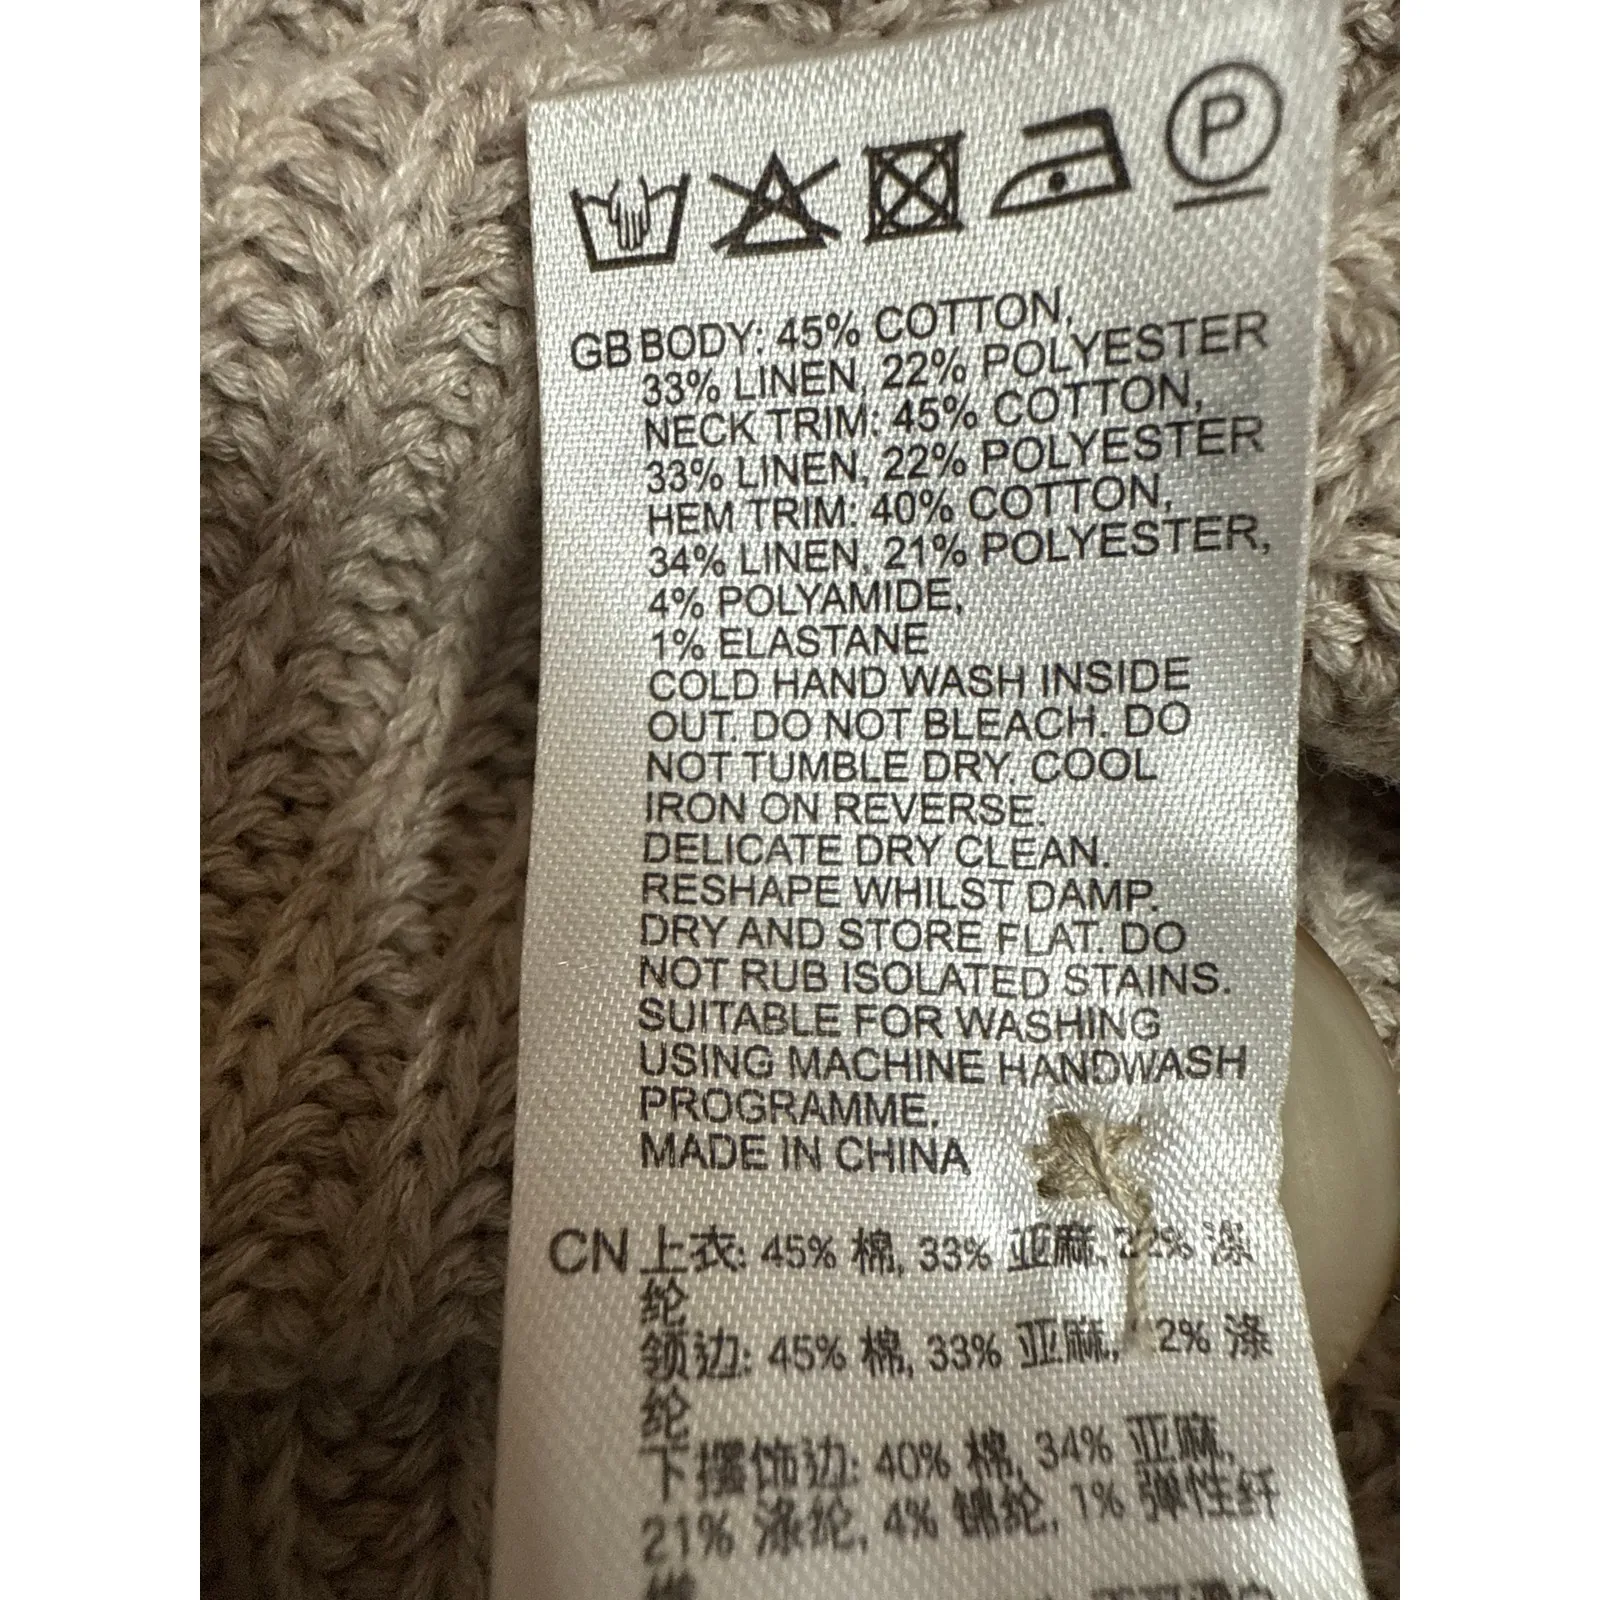 P
GB BODY: 45% COTTON,
33% LINEN, 22% POLYESTER
NECK TRIM: 45% COTTON,
33% LINEN, 22% POLYESTER
HEM TRIM: 40% COTTON,
34% LINEN, 21% POLYESTER,
4% POLYAMIDE,
1% ELASTANE
COLD HAND WASH INSIDE
OUT. DO NOT BLEACH. DO
NOT TUMBLE DRY. COOL
IRON ON REVERSE.
DELICATE DRY CLEAN.
RESHAPE WHILST DAMP.
DRY AND STORE FLAT. DO
NOT RUB ISOLATED STAINS.
SUITABLE FOR WASHING
USING MACHINE HANDWASH
PROGRAMME.
MADE IN CHINA
CN 上衣: 45% 棉, 33% 亚麻, 22% 涤
纶
领边: 45% 棉, 33% 亚麻, 2% 涤
纶
下摆饰边: 40% 棉, 34% 亚麻,
21% 涤纶, 4% 锦纶, 1% 弹性纤